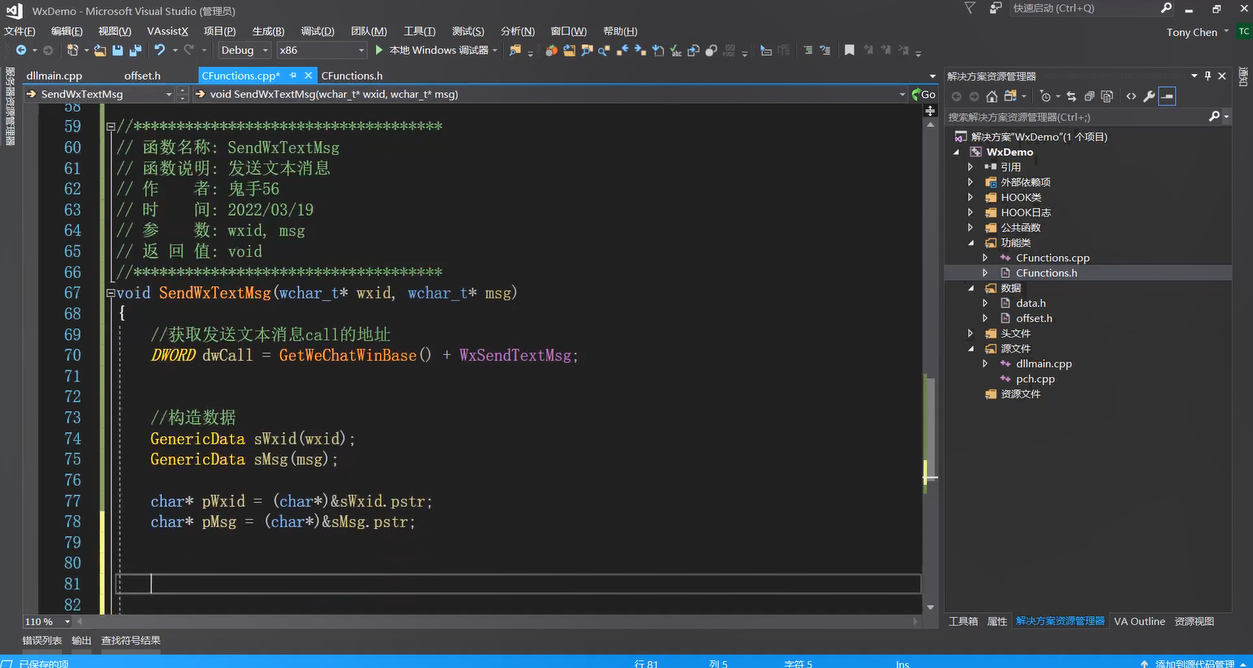 WxDemo - Microsoft Visual Studio (管理员)
快速启动 (Ctrl+Q)
文件(F) 编辑(E) 视图(V) VAssistX 项目(P) 生成(B) 调试(D) 团队(M) 工具(T) 测试(S) 分析(N) 窗口(W) 帮助(H)
Tony Chen TC
Debug x86 本地 Windows 调试器
服务器资源管理器
dllmain.cpp offset.h CFunctions.cpp* CFunctions.h
SendWxTextMsg void SendWxTextMsg(wchar_t* wxid, wchar_t* msg) Go
58
59 //************************************
60 // 函数名称: SendWxTextMsg
61 // 函数说明: 发送文本消息
62 // 作 者: 鬼手56
63 // 时 间: 2022/03/19
64 // 参 数: wxid, msg
65 // 返 回 值: void
66 //************************************
67 void SendWxTextMsg(wchar_t* wxid, wchar_t* msg)
68 {
69 //获取发送文本消息call的地址
70 DWORD dwCall = GetWeChatWinBase() + WxSendTextMsg;
71
72
73 //构造数据
74 GenericData sWxid(wxid);
75 GenericData sMsg(msg);
76
77 char* pWxid = (char*)&sWxid.pstr;
78 char* pMsg = (char*)&sMsg.pstr;
79
80
81
82
110 %
错误列表 输出 查找符号结果
解决方案资源管理器
搜索解决方案资源管理器(Ctrl+;)
解决方案"WxDemo"(1 个项目)
WxDemo
引用
外部依赖项
HOOK类
HOOK日志
公共函数
功能类
CFunctions.cpp
CFunctions.h
数据
data.h
offset.h
头文件
源文件
dllmain.cpp
pch.cpp
资源文件
工具箱 属性 解决方案资源管理器 VA Outline 资源视图
通知
已保存的项 行 81 列 5 字符 5 Ins 添加到源代码管理